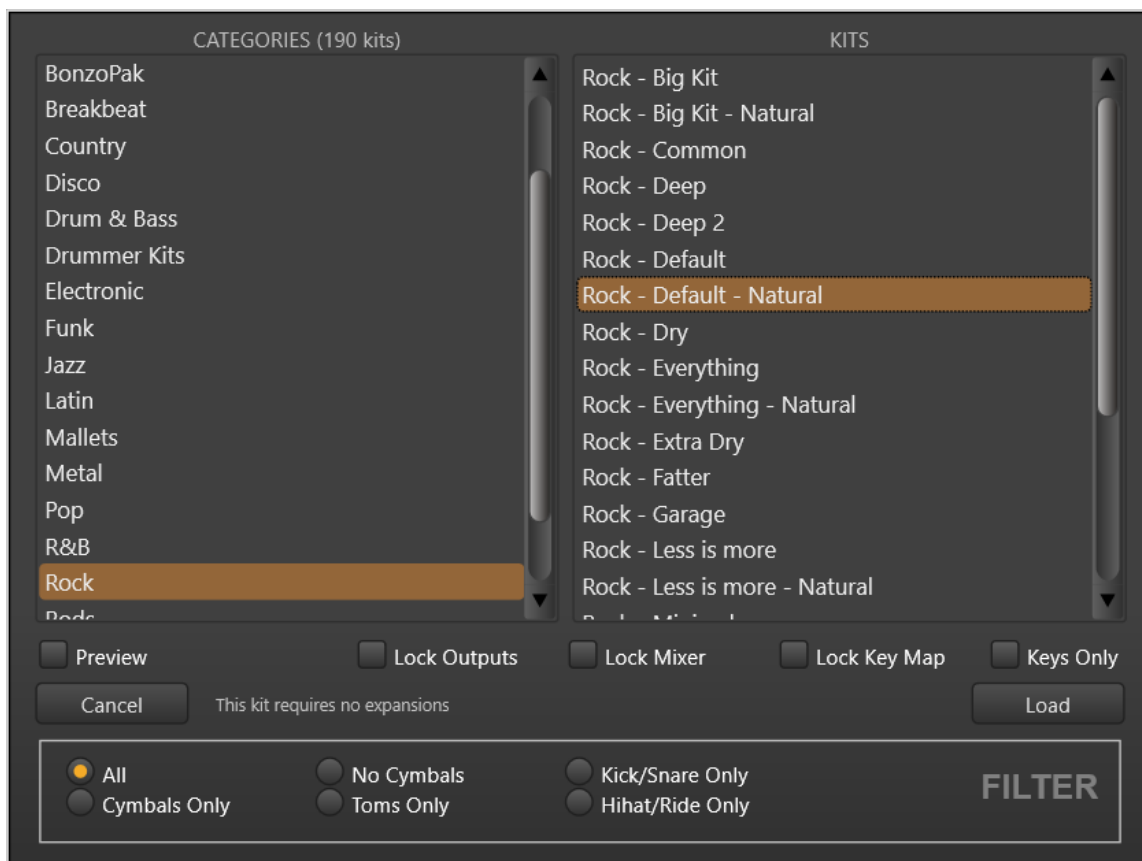 CATEGORIES (190 kits)
BonzoPak
Breakbeat
Country
Disco
Drum & Bass
Drummer Kits
Electronic
Funk
Jazz
Latin
Mallets
Metal
Pop
R&B
Rock
KITS
Rock - Big Kit
Rock - Big Kit - Natural
Rock - Common
Rock - Deep
Rock - Deep 2
Rock - Default
Rock - Default - Natural
Rock - Dry
Rock - Everything
Rock - Everything - Natural
Rock - Extra Dry
Rock - Fatter
Rock - Garage
Rock - Less is more
Rock - Less is more - Natural
Preview
Lock Outputs
Lock Mixer
Lock Key Map
Keys Only
Cancel
This kit requires no expansions
Load
All
No Cymbals
Kick/Snare Only
Cymbals Only
Toms Only
Hihat/Ride Only
FILTER